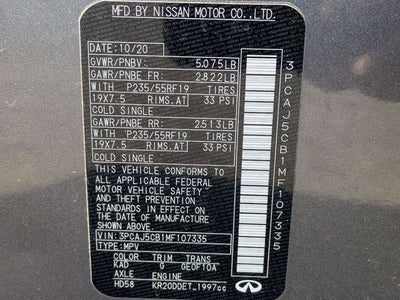 MFD BY NISSAN MOTOR CO.,LTD.
DATE: 10/20
GVWR/PNBV: 5,075LB
GAWR/PNBE FR: 2,822LB
WITH P235/55RF19 TIRES
19X7.5 RIMS.AT 33 PSI
COLD SINGLE
GAWR/PNBE RR: 2,513LB
WITH P235/55RF19 TIRES
19X7.5 RIMS.AT 33 PSI
COLD SINGLE
THIS VEHICLE CONFORMS TO
ALL APPLICABLE FEDERAL
MOTOR VEHICLE SAFETY
AND THEFT PREVENTION
STANDARDS IN EFFECT ON
THE DATE OF MANUFACTURE
SHOWN ABOVE.
VIN: 3PCAJ5CB1MF107335
TYPE: MPV
COLOR TRIM TRANS
KAD G GE0FT0A
AXLE ENGINE
HD58 KR20DDET_1997cc
3PCAJ5CB1MF107335